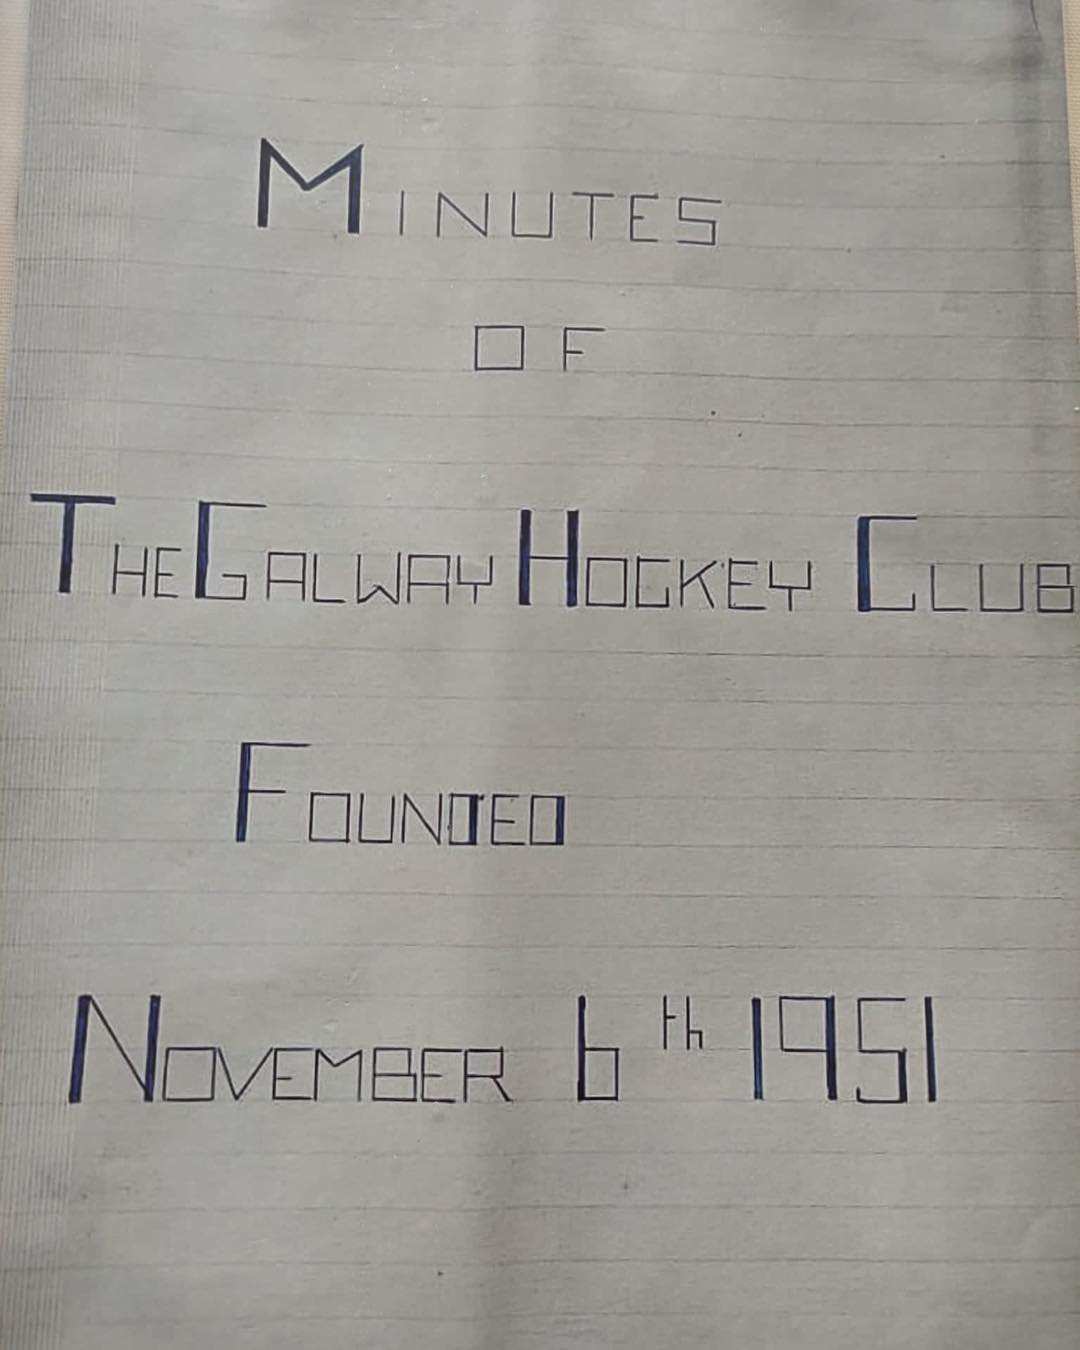 MINUTES
OF
THE GALWAY HOCKEY CLUB
FOUNDED
NOVEMBER 6th 1951